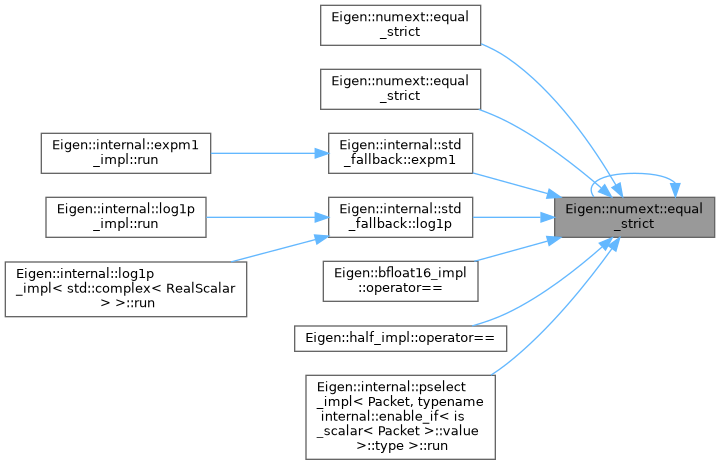 Eigen::numext::equal
_strict
Eigen::numext::equal
_strict
Eigen::internal::expm1
_impl::run
Eigen::internal::std
_fallback::expm1
Eigen::internal::log1p
_impl::run
Eigen::internal::std
_fallback::log1p
Eigen::numext::equal
_strict
Eigen::internal::log1p
_impl< std::complex< RealScalar
> >::run
Eigen::bfloat16_impl
::operator==
Eigen::half_impl::operator==
Eigen::internal::pselect
_impl< Packet, typename
internal::enable_if< is
_scalar< Packet >::value
>::type >::run